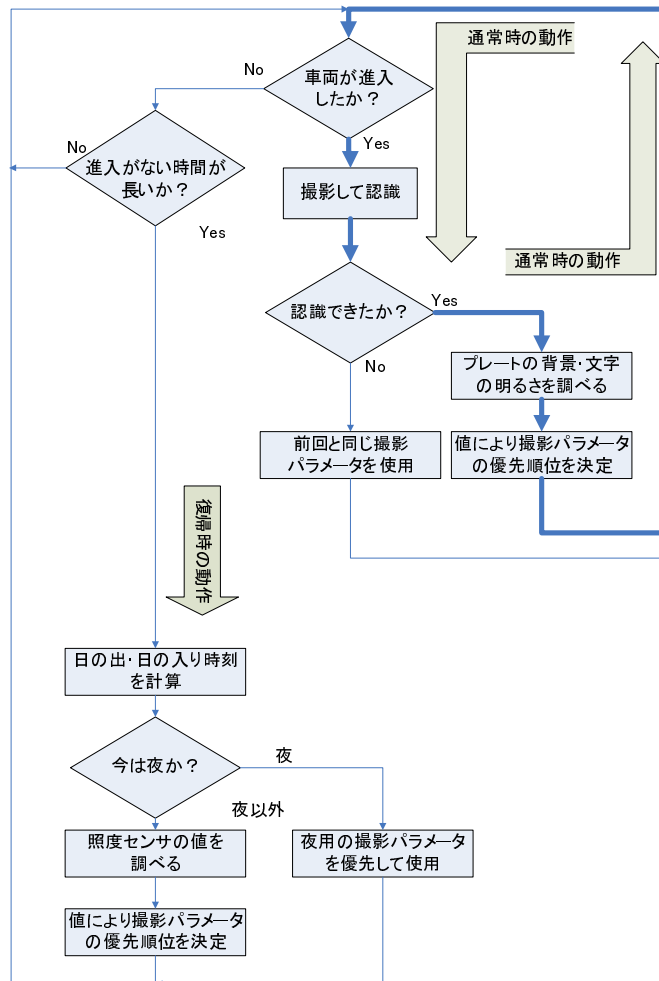 通常時の動作
車両が進入
したか？
No
Yes
No
進入がない時間が
長いか？
Yes
撮影して認識
通常時の動作
認識できたか？
Yes
No
プレートの背景・文字
の明るさを調べる
前回と同じ撮影
パラメータを使用
値により撮影パラメータ
の優先順位を決定
復帰時の動作
日の出・日の入り時刻
を計算
今は夜か？
夜
夜以外
照度センサの値を
調べる
夜用の撮影パラメータ
を優先して使用
値により撮影パラメータ
の優先順位を決定